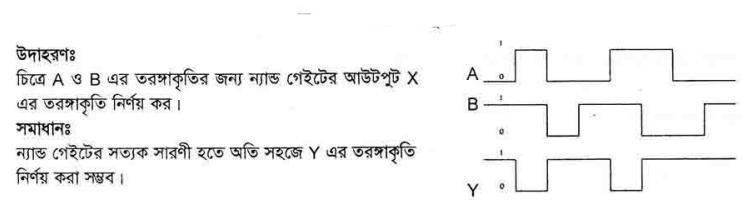 উদাহরণঃ
চিত্রে A ও B এর তরঙ্গাকৃতির জন্য ন্যান্ড গেইটের আউটপুট X
এর তরঙ্গাকৃতি নির্ণয় কর।
সমাধানঃ
ন্যান্ড গেইটের সত্যক সারণী হতে অতি সহজে Y এর তরঙ্গাকৃতি
নির্ণয় করা সম্ভব।
1
A 0
B 1
0
1
Y 0